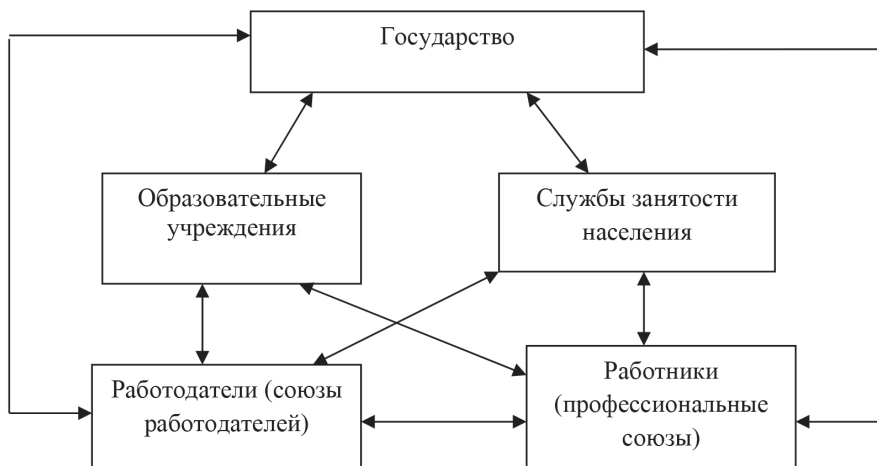 Государство
Образовательные
учреждения
Службы занятости
населения
Работодатели (союзы
работодателей)
Работники
(профессиональные
союзы)